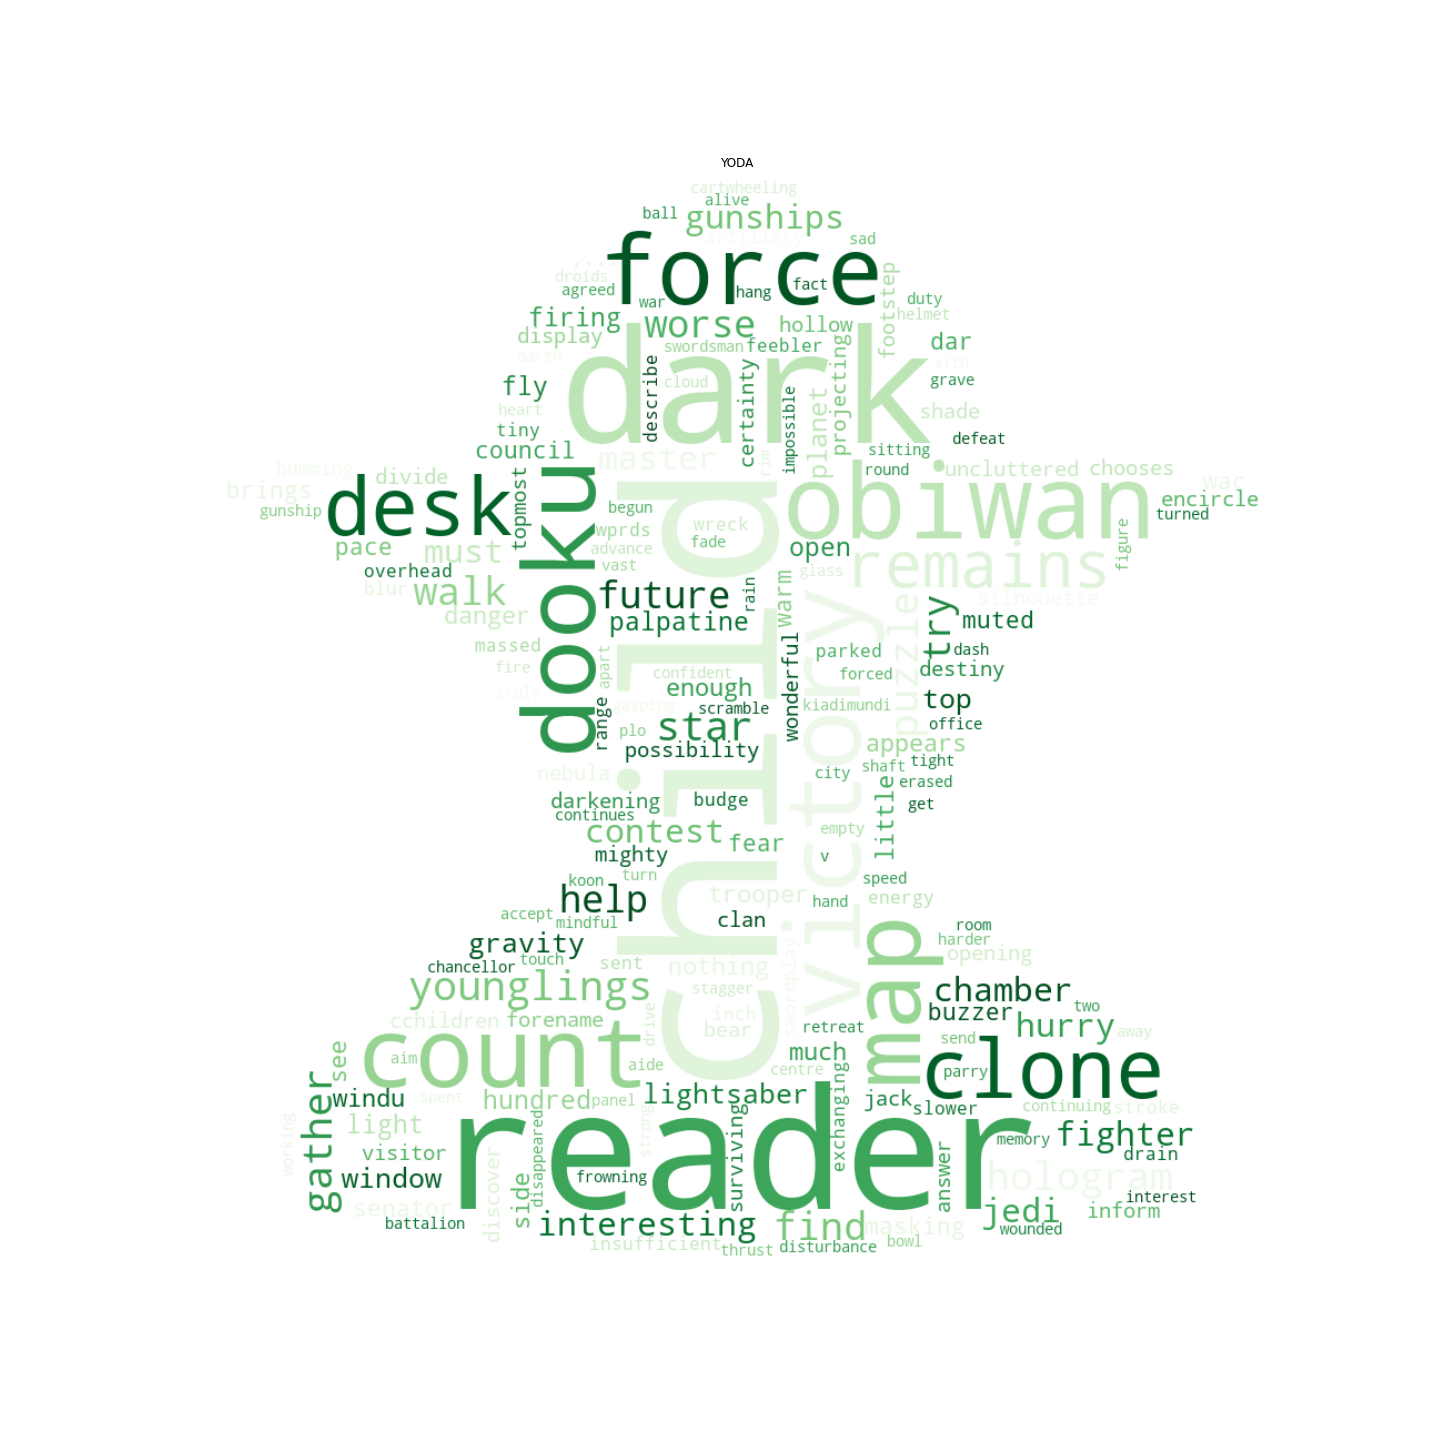 YODA
cartwheeling
alive
ball
gunships
artillery
sad
force
droids
agreed
war
hang
fact
footstep
duty
helmet
firing
worse
hollow
display
swordsman
feebler
projecting
dar
darth
dark
sith
describe
cloud
certainty
impossible
planet
grave
fly
heart
shade
tiny
council
master
rim
sitting
defeat
humming
divide
round
uncluttered
chooses
brings
desk
topmost
dooku
begun
child
obiwan
wac
encircle
gunship
wprds
wreck
turned
pace
must
advance
fade
open
remains
figure
overhead
vast
glass
blur
walk
future
rain
warm
victory
puzzle
silhouette
danger
palpatine
try
muted
massed
apart
wonderful
parked
dash
fire
confident
forced
destiny
truly
enough
gasping
scramble
kiadimundi
top
range
plo
star
office
possibility
appears
nebula
city
shaft
tight
erased
darkening
budge
little
get
continues
contest
fear
empty
mighty
v
koon
turn
speed
help
trooper
hand
energy
accept
mindful
clan
map
room
gravity
swordplay
harder
chancellor
touch
sent
nothing
opening
younglings
stagger
chamber
two
cchildren
forename
drive
inch
bear
retreat
buzzer
hurry
away
see
count
much
send
aim
aide
centre
exchanging
parry
clone
gather
windu
spent
hundred
panel
lightsaber
jack
slower
continuing
stroke
working
light
disappeared
strong
surviving
reader
memory
fighter
visitor
discover
answer
drain
window
side
frowning
hologram
interest
senator
battalion
interesting
find
masking
jedi
inform
wounded
insufficient
thrust
disturbance
bowl